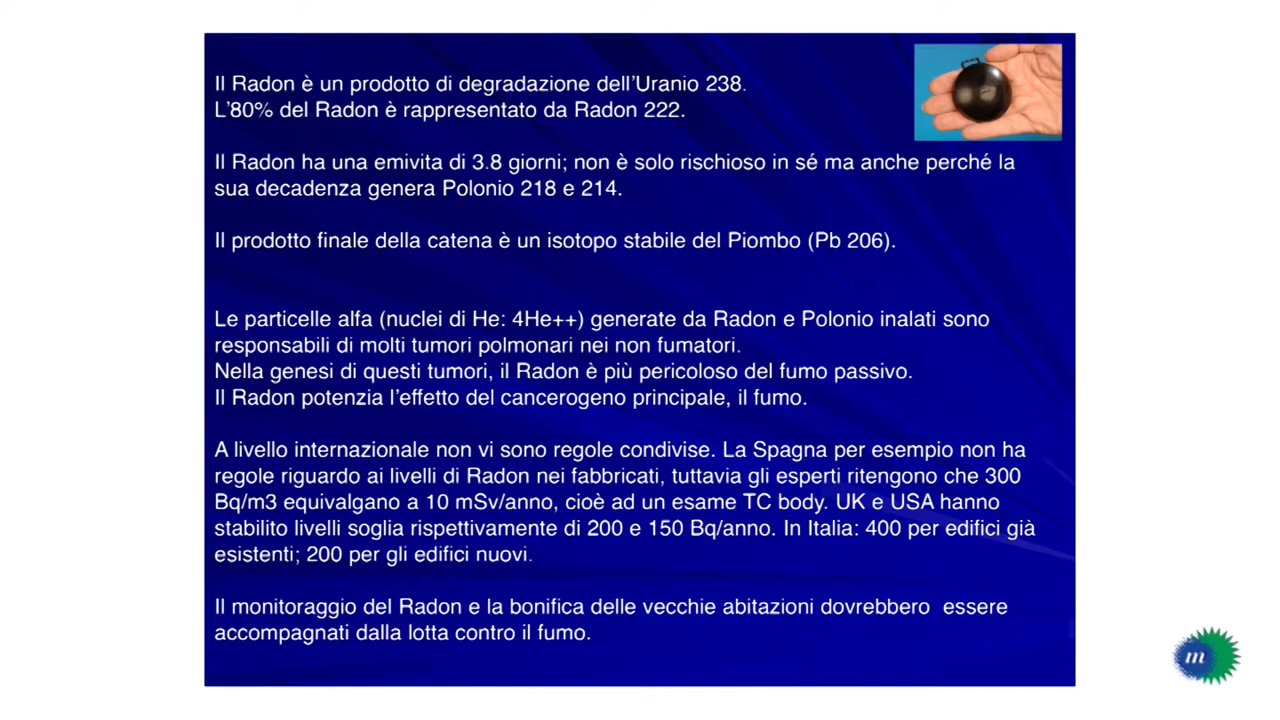 Il Radon è un prodotto di degradazione dell'Uranio 238.
L'80% del Radon è rappresentato da Radon 222.
Il Radon ha una emivita di 3.8 giorni; non è solo rischioso in sé ma anche perché la
sua decadenza genera Polonio 218 e 214.
Il prodotto finale della catena è un isotopo stabile del Piombo (Pb 206).
Le particelle alfa (nuclei di He: 4He++) generate da Radon e Polonio inalati sono
responsabili di molti tumori polmonari nei non fumatori.
Nella genesi di questi tumori, il Radon è più pericoloso del fumo passivo.
Il Radon potenzia l'effetto del cancerogeno principale, il fumo.
A livello internazionale non vi sono regole condivise. La Spagna per esempio non ha
regole riguardo ai livelli di Radon nei fabbricati, tuttavia gli esperti ritengono che 300
Bq/m3 equivalgano a 10 mSv/anno, cioè ad un esame TC body. UK e USA hanno
stabilito livelli soglia rispettivamente di 200 e 150 Bq/anno. In Italia: 400 per edifici già
esistenti; 200 per gli edifici nuovi.
Il monitoraggio del Radon e la bonifica delle vecchie abitazioni dovrebbero  essere
accompagnati dalla lotta contro il fumo.
m